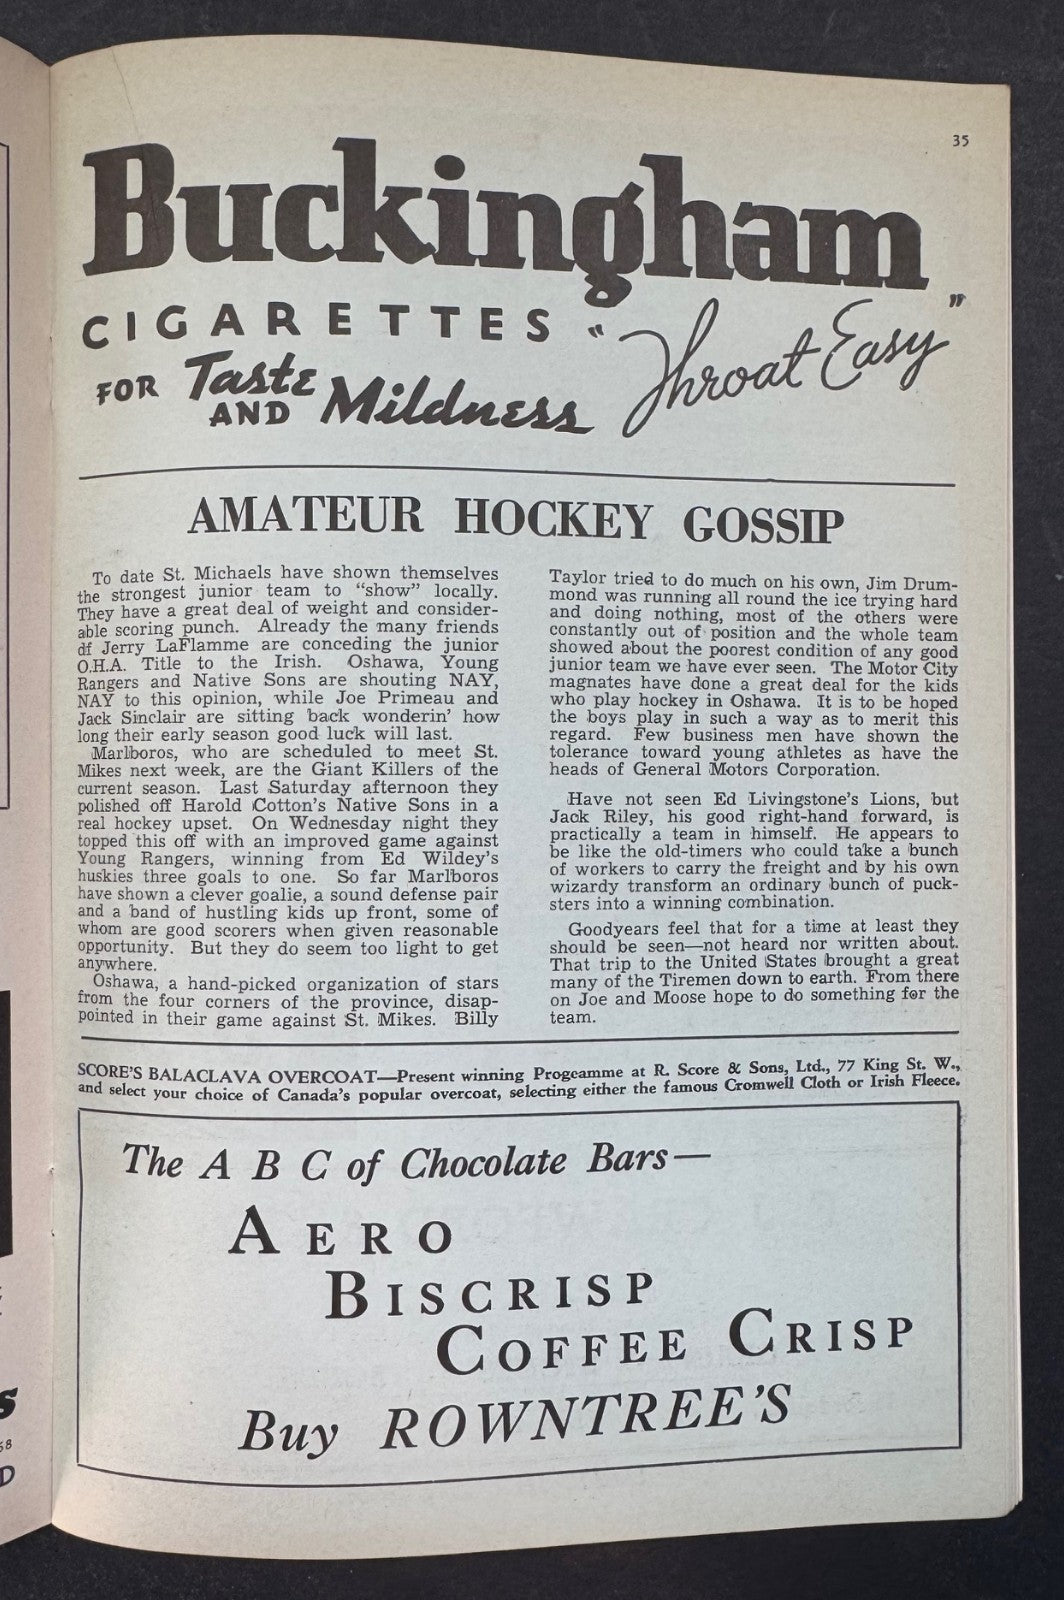 35
Buckingham
CIGARETTES "Throat Easy"
FOR Taste
AND Mildness
AMATEUR HOCKEY GOSSIP
To date St. Michaels have shown themselves
the strongest junior team to "show" locally.
They have a great deal of weight and consider-
able scoring punch. Already the many friends
of Jerry LaFlamme are conceding the junior
O.H.A. Title to the Irish. Oshawa, Young
Rangers and Native Sons are shouting NAY,
NAY to this opinion, while Joe Primeau and
Jack Sinclair are sitting back wonderin' how
long their early season good luck will last.
Marlboros, who are scheduled to meet St.
Mikes next week, are the Giant Killers of the
current season. Last Saturday afternoon they
polished off Harold Cotton's Native Sons in a
real hockey upset. On Wednesday night they
topped this off with an improved game against
Young Rangers, winning from Ed Wildey's
huskies three goals to one. So far Marlboros
have shown a clever goalie, a sound defense pair
and a band of hustling kids up front, some of
whom are good scorers when given reasonable
opportunity. But they do seem too light to get
anywhere.
Oshawa, a hand-picked organization of stars
from the four corners of the province, disap-
pointed in their game against St. Mikes. Billy
Taylor tried to do much on his own, Jim Drum-
mond was running all round the ice trying hard
and doing nothing, most of the others were
constantly out of position and the whole team
showed about the poorest condition of any good
junior team we have ever seen. The Motor City
magnates have done a great deal for the kids
who play hockey in Oshawa. It is to be hoped
the boys play in such a way as to merit this
regard. Few business men have shown the
tolerance toward young athletes as have the
heads of General Motors Corporation.
Have not seen Ed Livingstone's Lions, but
Jack Riley, his good right-hand forward, is
practically a team in himself. He appears to
be like the old-timers who could take a bunch
of workers to carry the freight and by his own
wizardy transform an ordinary bunch of puck-
sters into a winning combination.
Goodyears feel that for a time at least they
should be seen—not heard nor written about.
That trip to the United States brought a great
many of the Tiremen down to earth. From there
on Joe and Moose hope to do something for the
team.
SCORE'S BALACLAVA OVERCOAT—Present winning Progeamme at R. Score & Sons, Ltd., 77 King St. W.,
and select your choice of Canada's popular overcoat, selecting either the famous Cromwell Cloth or Irish Fleece.
The A B C of Chocolate Bars—
AERO
BISCRISP
COFFEE CRISP
Buy ROWNTREE'S